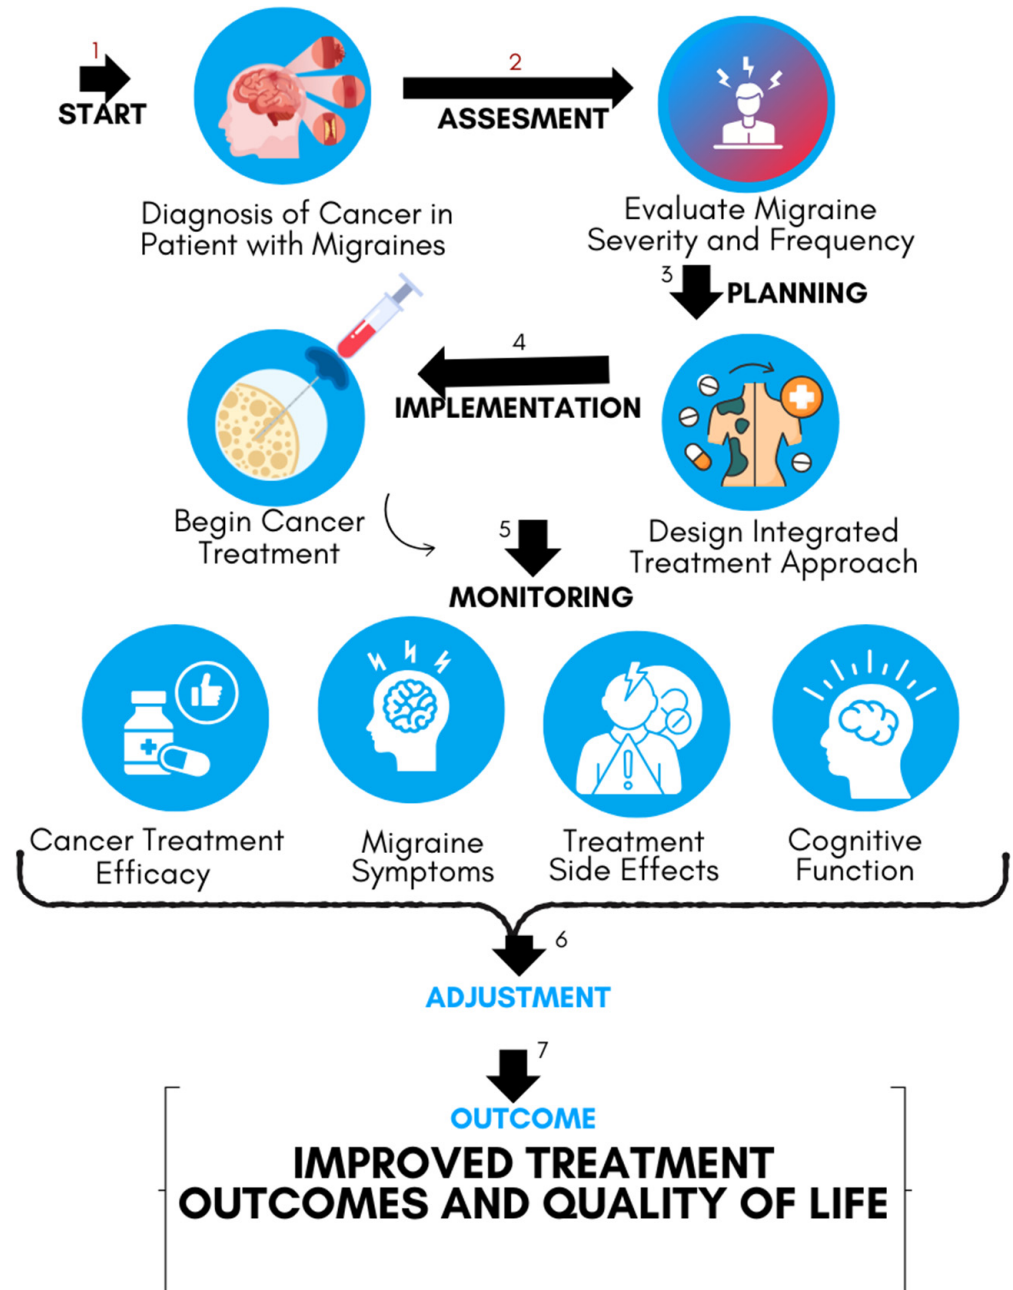 1
START
2
ASSESMENT
Diagnosis of Cancer in
Patient with Migraines
Evaluate Migraine
Severity and Frequency
3
PLANNING
4
IMPLEMENTATION
Begin Cancer
Treatment
Design Integrated
Treatment Approach
5
MONITORING
Cancer Treatment
Efficacy
Migraine
Symptoms
Treatment
Side Effects
Cognitive
Function
6
ADJUSTMENT
7
OUTCOME
IMPROVED TREATMENT
OUTCOMES AND QUALITY OF LIFE